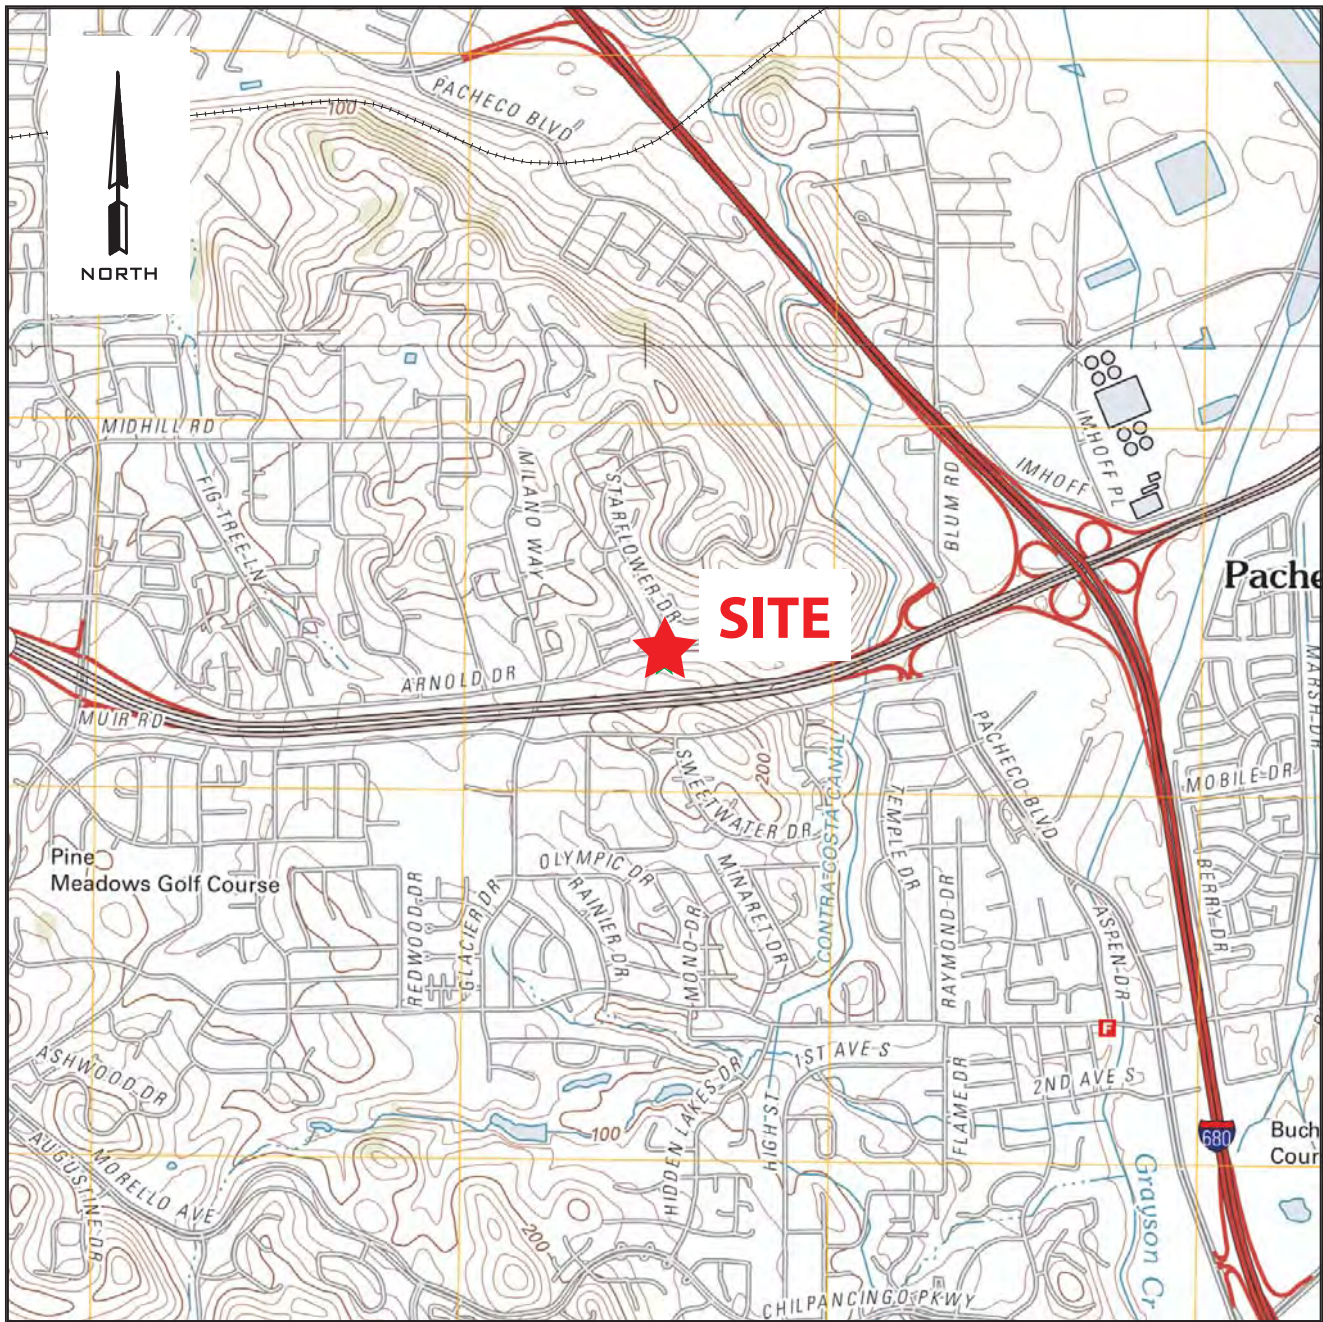 PACHECO BLVD
100
NORTH
MIDHILL RD
FIG TREE LN
MILANO WAY
STARFLOWER DR
BLUM RD
IMHOFF
IMHOFF PL
SITE
Pache
ARNOLD DR
MUIR RD
MARSH DR
PACHECO BLVD
SWEETWATER DR
200
CONTRA COSTA CANAL
TEMPLE DR
MOBILE DR
Pine
Meadows Golf Course
OLYMPIC DR
RAINIER DR
MINARET DR
MONO DR
REDWOOD DR
GLACIER DR
RAYMOND DR
ASPEN DR
BERRY DR
F
1ST AVE S
2ND AVE S
ASHWOOD DR
HIDDEN LAKES DR
HIGH ST
FLAME DR
100
680
Buch
Cour
AUGUSTINE DR
MORELLO AVE
200
Grayson Cr
CHILPANCINGO PKWY